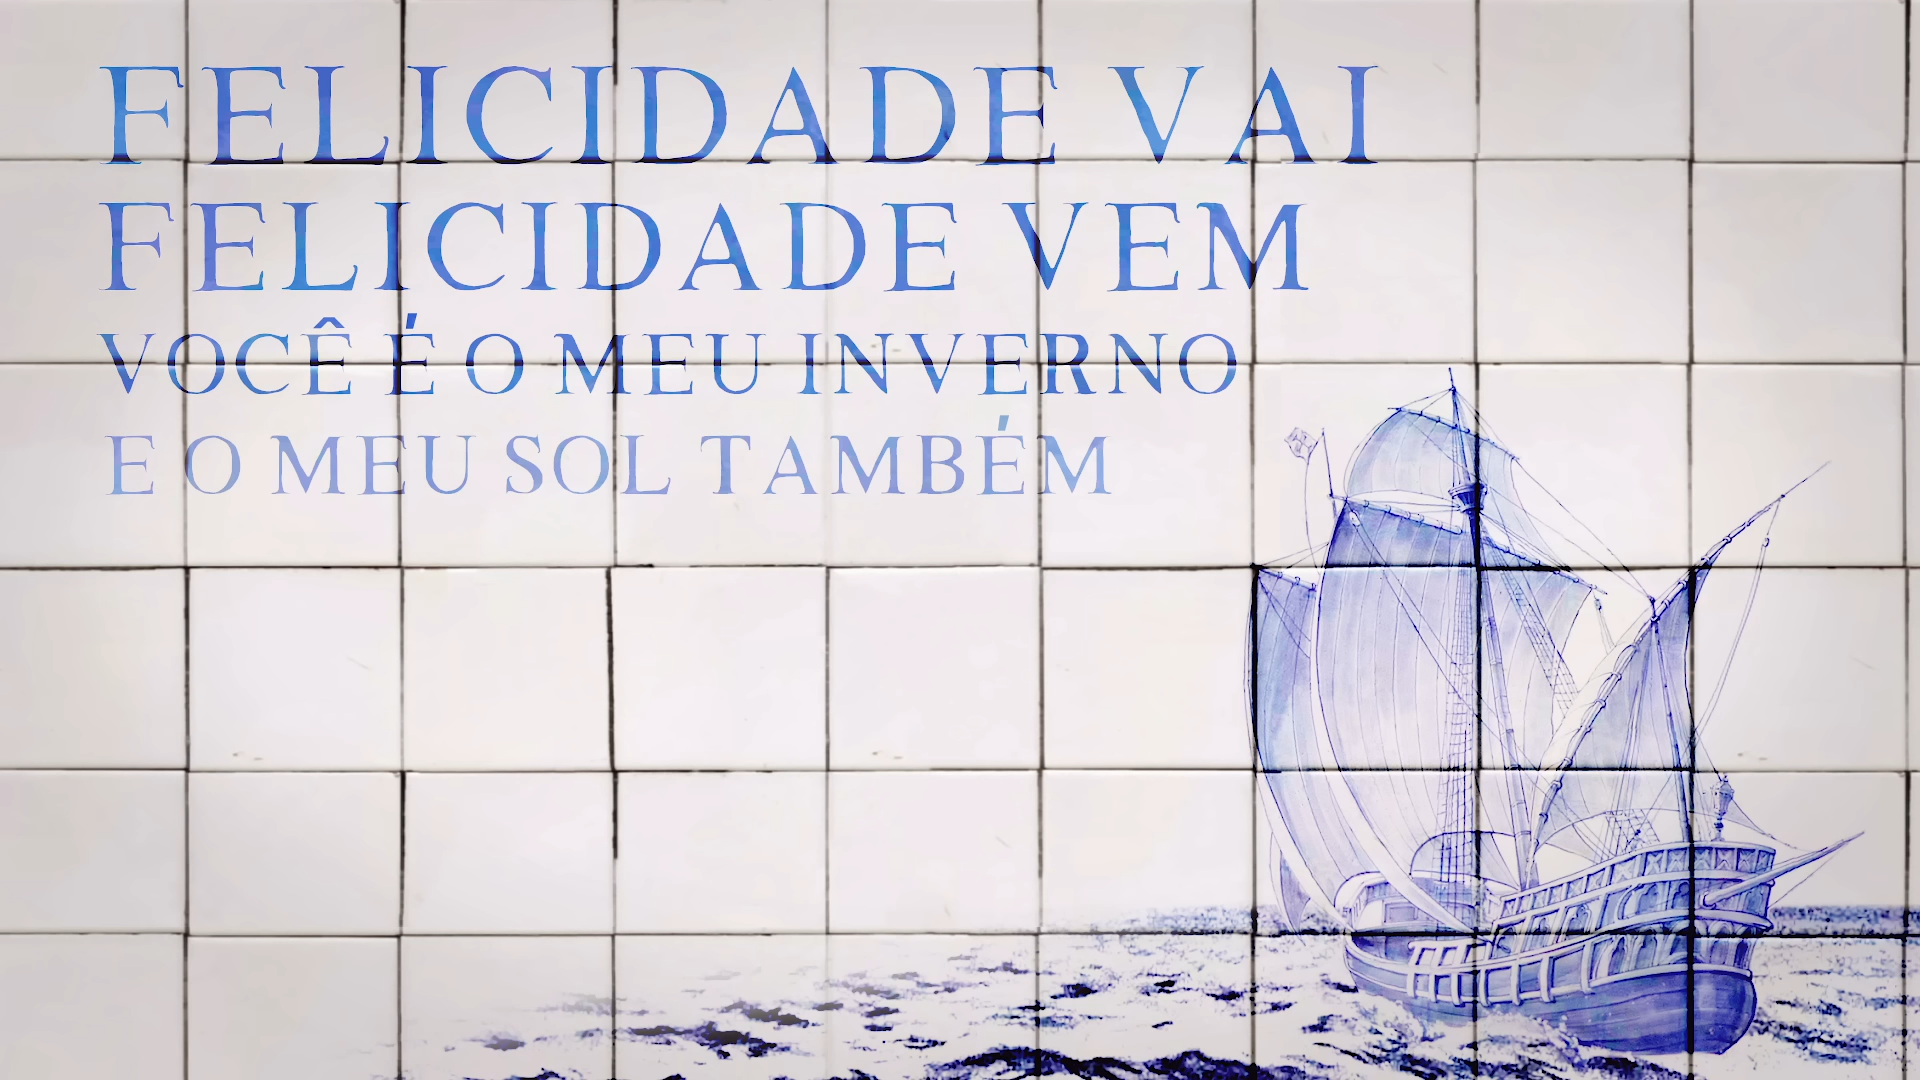 FELICIDADE VAI
FELICIDADE VEM
VOCÊ É O MEU INVERNO
E O MEU SOL TAMBÉM